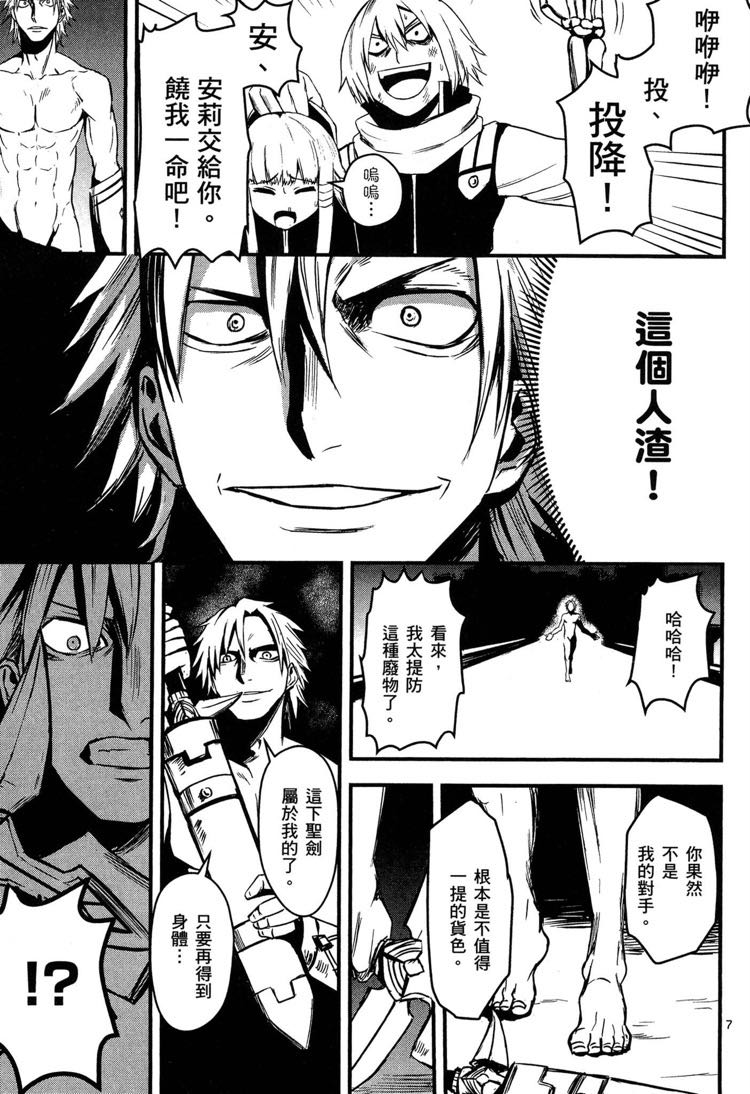 咿咿咿！
投、
投降！
安、
安莉交給你。
饒我一命吧！
嗚嗚…
這個人渣！
哈哈哈！
看來，
我太提防
這種廢物了。
你果然
不是
我的對手。
根本是不值得
一提的貨色。
這下聖劍
屬於我的了。
只要再得到
身體…
!?
7